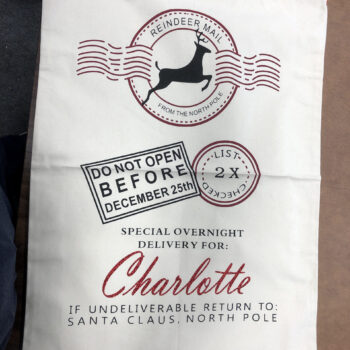 REINDEER MAIL
FROM THE NORTH POLE
DO NOT OPEN
BEFORE
DECEMBER 25th
LIST
2X
CHECKED
SPECIAL OVERNIGHT
DELIVERY FOR:
Charlotte
IF UNDELIVERABLE RETURN TO:
SANTA CLAUS, NORTH POLE